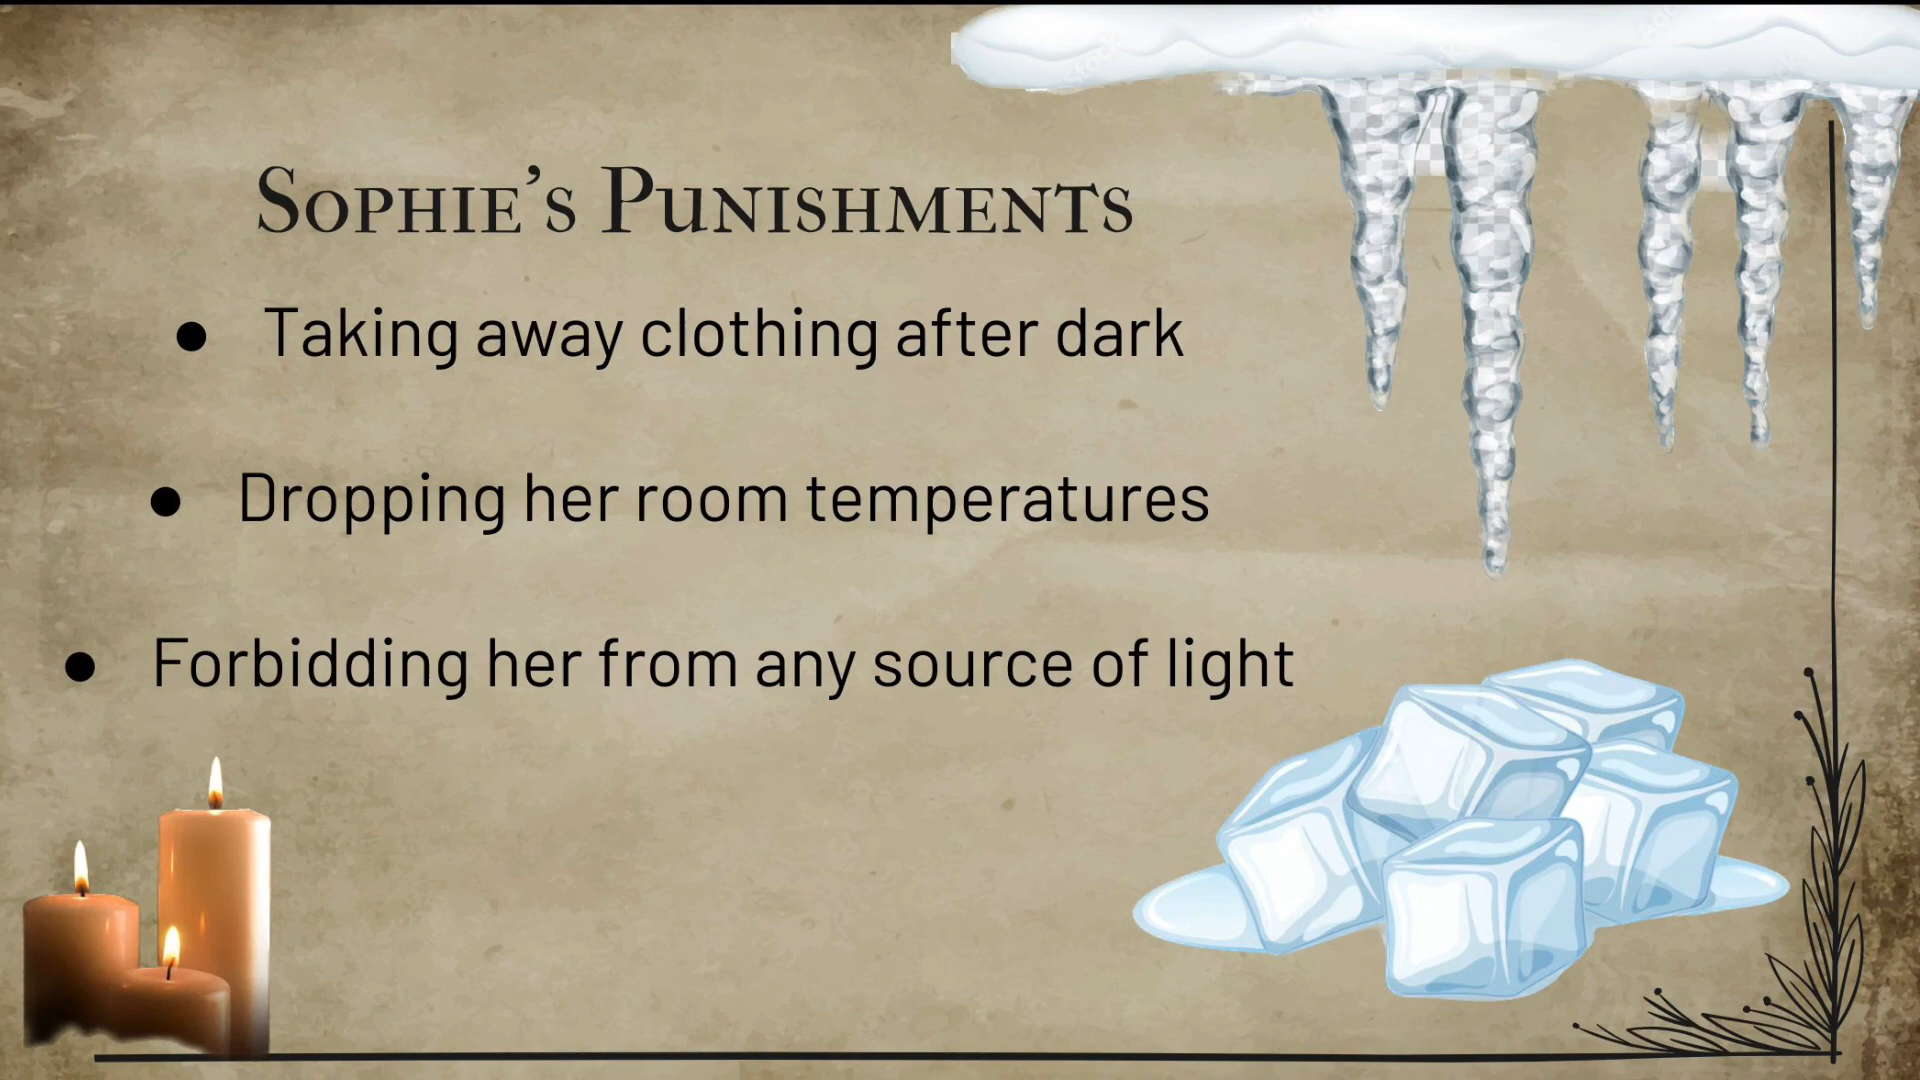 Sophie's Punishments
● Taking away clothing after dark
● Dropping her room temperatures
● Forbidding her from any source of light